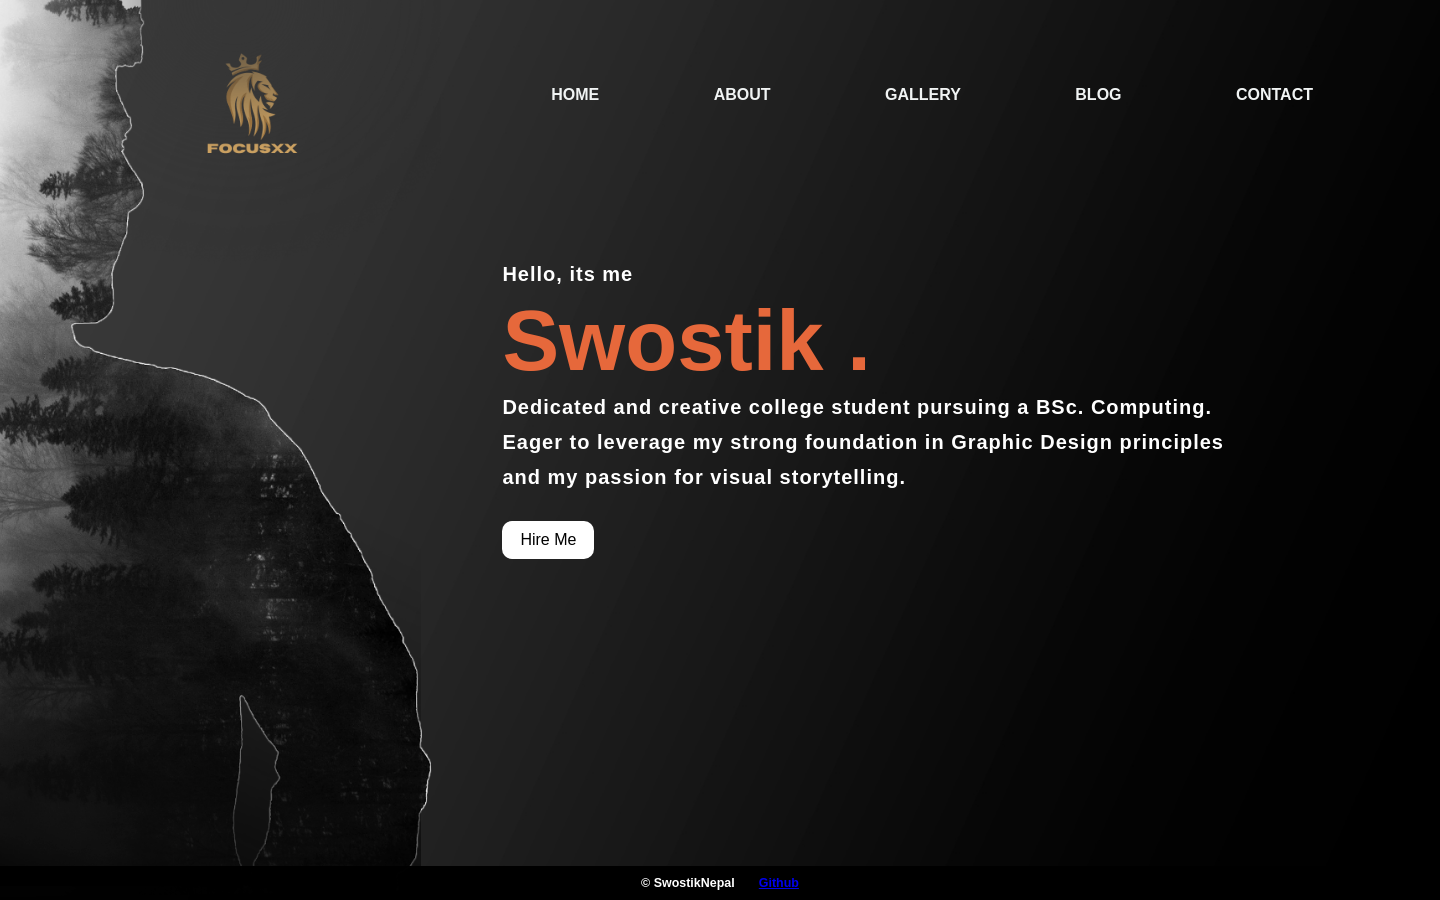 FOCUSXX
HOME ABOUT GALLERY BLOG CONTACT
Hello, its me
Swostik .
Dedicated and creative college student pursuing a BSc. Computing.
Eager to leverage my strong foundation in Graphic Design principles
and my passion for visual storytelling.
Hire Me
© SwostikNepal Github